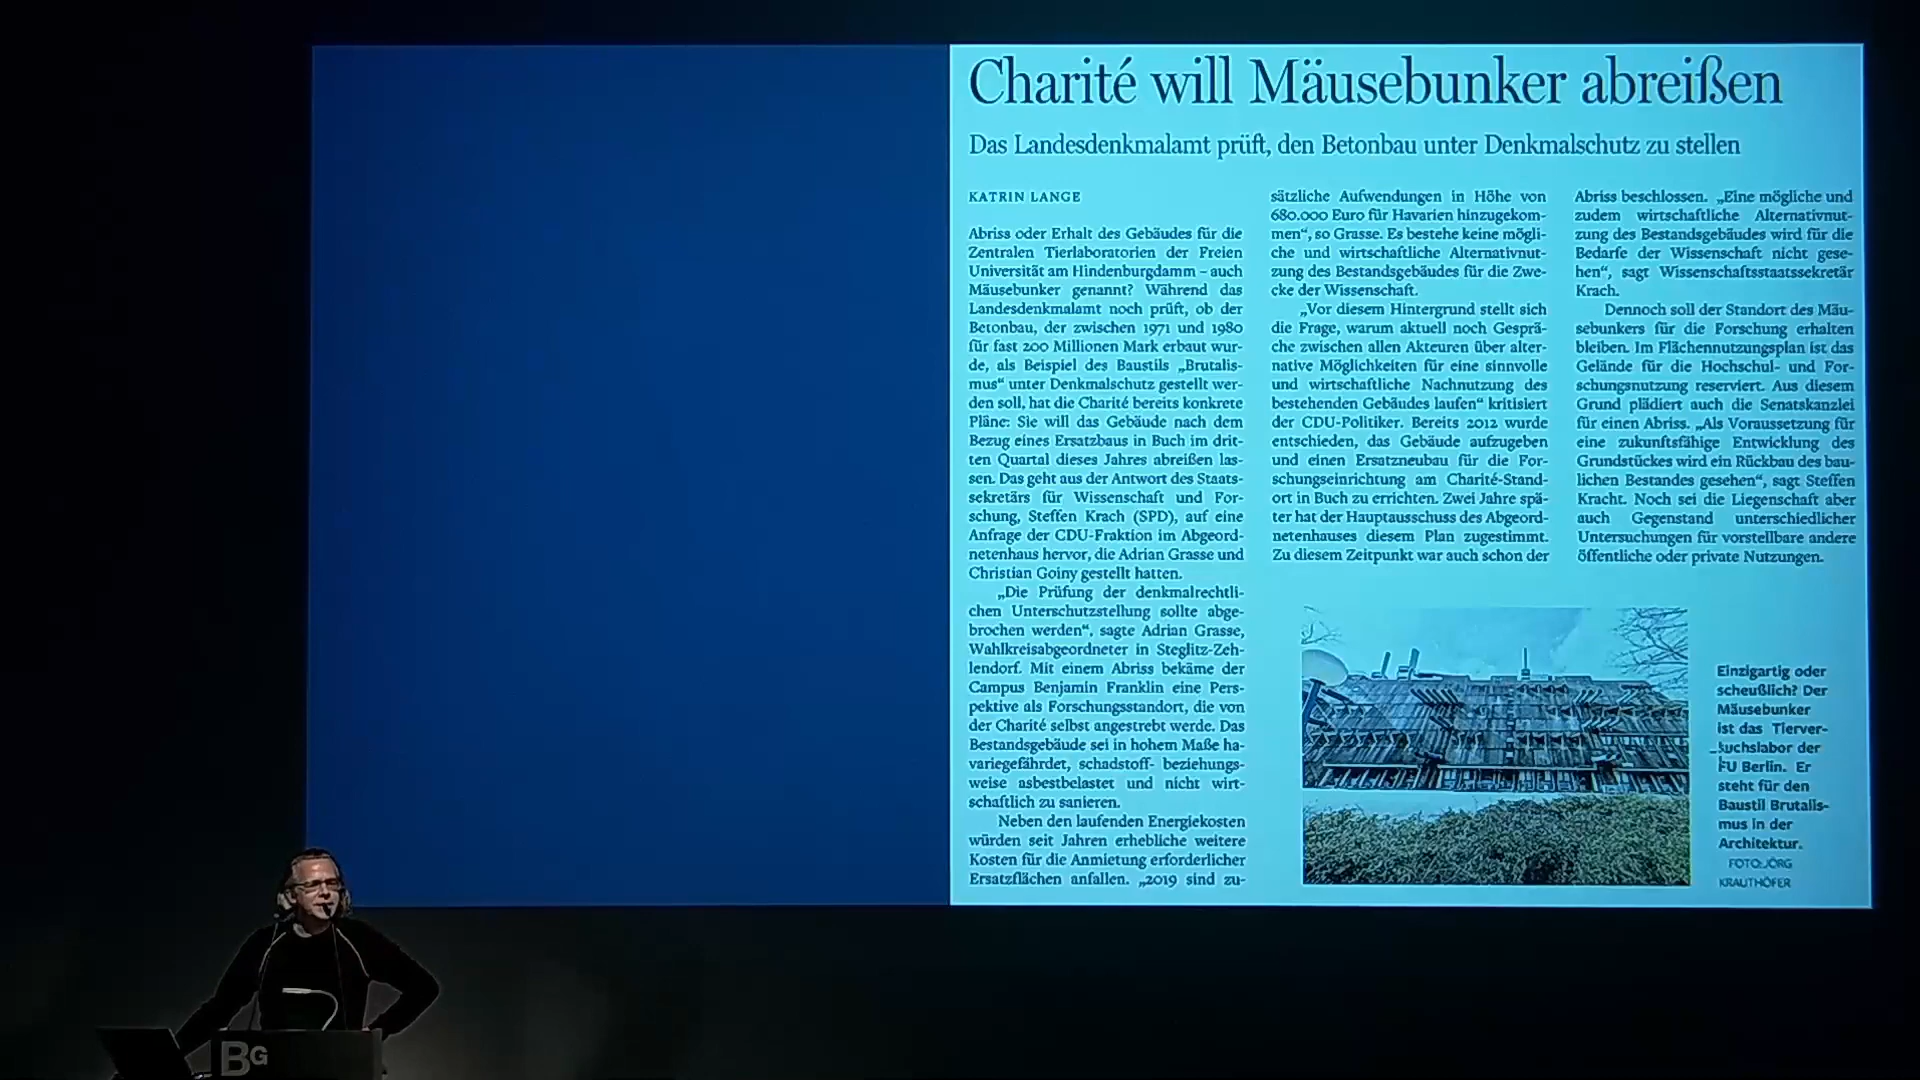 Charité will Mäusebunker abreißen
Das Landesdenkmalamt prüft, den Betonbau unter Denkmalschutz zu stellen
KATRIN LANGE
Abriss oder Erhalt des Gebäudes für die
Zentralen Tierlaboratorien der Freien
Universität am Hindenburgdamm – auch
Mäusebunker genannt? Während das
Landesdenkmalamt noch prüft, ob der
Betonbau, der zwischen 1971 und 1980
für fast 200 Millionen Mark erbaut wur-
de, als Beispiel des Baustils „Brutalis-
mus“ unter Denkmalschutz gestellt wer-
den soll, hat die Charité bereits konkrete
Pläne: Sie will das Gebäude nach dem
Bezug eines Ersatzbaus in Buch im drit-
ten Quartal dieses Jahres abreißen las-
sen. Das geht aus der Antwort des Staats-
sekretärs für Wissenschaft und For-
schung, Steffen Krach (SPD), auf eine
Anfrage der CDU-Fraktion im Abgeord-
netenhaus hervor, die Adrian Grasse und
Christian Goiny gestellt hatten.
„Die Prüfung der denkmalrechtli-
chen Unterschutzstellung sollte abge-
brochen werden“, sagte Adrian Grasse,
Wahlkreisabgeordneter in Steglitz-Zeh-
lendorf. Mit einem Abriss bekäme der
Campus Benjamin Franklin eine Pers-
pektive als Forschungsstandort, die von
der Charité selbst angestrebt werde. Das
Bestandsgebäude sei in hohem Maße ha-
variegefährdet, schadstoff- beziehungs-
weise asbestbelastet und nicht wirt-
schaftlich zu sanieren.
Neben den laufenden Energiekosten
würden seit Jahren erhebliche weitere
Kosten für die Anmietung erforderlicher
Ersatzflächen anfallen. „2019 sind zu-
sätzliche Aufwendungen in Höhe von
680.000 Euro für Havarien hinzugekom-
men“, so Grasse. Es bestehe keine mögli-
che und wirtschaftliche Alternativnut-
zung des Bestandsgebäudes für die Zwe-
cke der Wissenschaft.
„Vor diesem Hintergrund stellt sich
die Frage, warum aktuell noch Gesprä-
che zwischen allen Akteuren über alter-
native Möglichkeiten für eine sinnvolle
und wirtschaftliche Nachnutzung des
bestehenden Gebäudes laufen“ kritisiert
der CDU-Politiker. Bereits 2012 wurde
entschieden, das Gebäude aufzugeben
und einen Ersatzneubau für die For-
schungseinrichtung am Charité-Stand-
ort in Buch zu errichten. Zwei Jahre spä-
ter hat der Hauptausschuss des Abgeord-
netenhauses diesem Plan zugestimmt.
Zu diesem Zeitpunkt war auch schon der
Abriss beschlossen. „Eine mögliche und
zudem wirtschaftliche Alternativnut-
zung des Bestandsgebäudes wird für die
Bedarfe der Wissenschaft nicht gese-
hen“, sagt Wissenschaftsstaatssekretär
Krach.
Dennoch soll der Standort des Mäu-
sebunkers für die Forschung erhalten
bleiben. Im Flächennutzungsplan ist das
Gelände für die Hochschul- und For-
schungsnutzung reserviert. Aus diesem
Grund plädiert auch die Senatskanzlei
für einen Abriss. „Als Voraussetzung für
eine zukunftsfähige Entwicklung des
Grundstückes wird ein Rückbau des bau-
lichen Bestandes gesehen“, sagt Steffen
Kracht. Noch sei die Liegenschaft aber
auch Gegenstand unterschiedlicher
Untersuchungen für vorstellbare andere
öffentliche oder private Nutzungen.
Einzigartig oder
scheußlich? Der
Mäusebunker
ist das Tierver-
suchslabor der
FU Berlin. Er
steht für den
Baustil Brutalis-
mus in der
Architektur.
FOTO: JÖRG
KRAUTHÖFER
BG